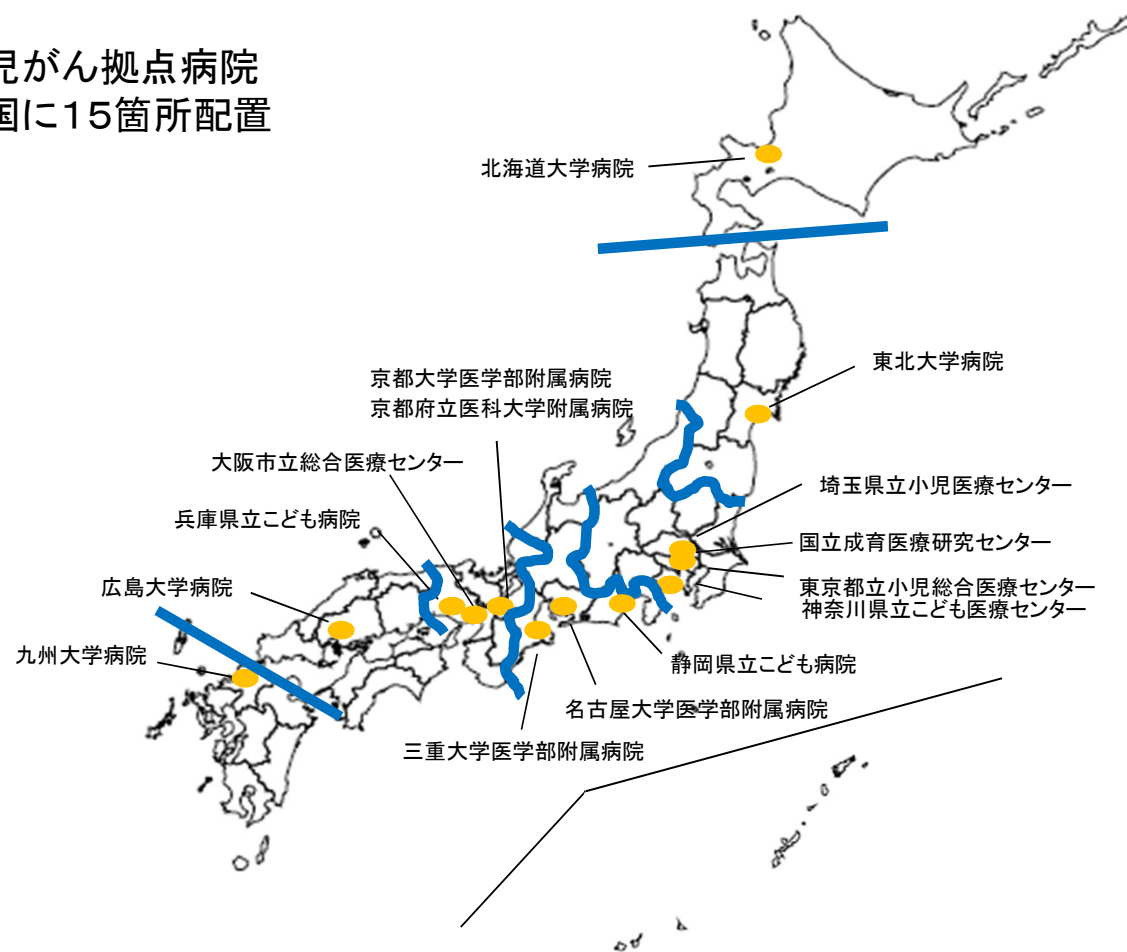 児がん拠点病院
国に15箇所配置
北海道大学病院
東北大学病院
京都大学医学部附属病院
京都府立医科大学附属病院
大阪市立総合医療センター
兵庫県立こども病院
広島大学病院
九州大学病院
埼玉県立小児医療センター
国立成育医療研究センター
東京都立小児総合医療センター
神奈川県立こども医療センター
静岡県立こども病院
名古屋大学医学部附属病院
三重大学医学部附属病院